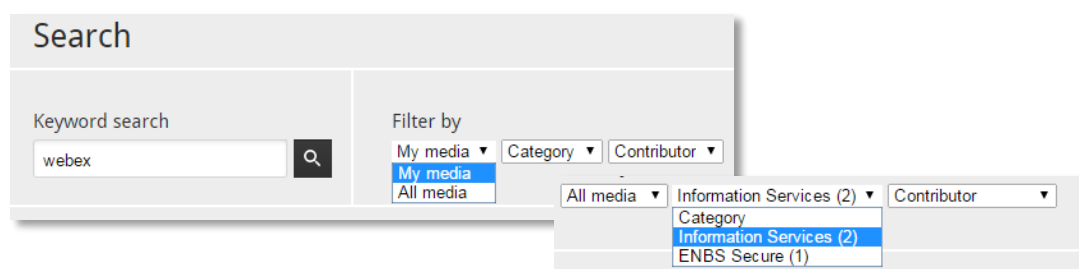 Search
Keyword search
webex
Filter by
My media ▼ Category ▼ Contributor ▼
My media
All media
All media ▼ Information Services (2) ▼ Contributor ▼
Category
Information Services (2)
ENBS Secure (1)